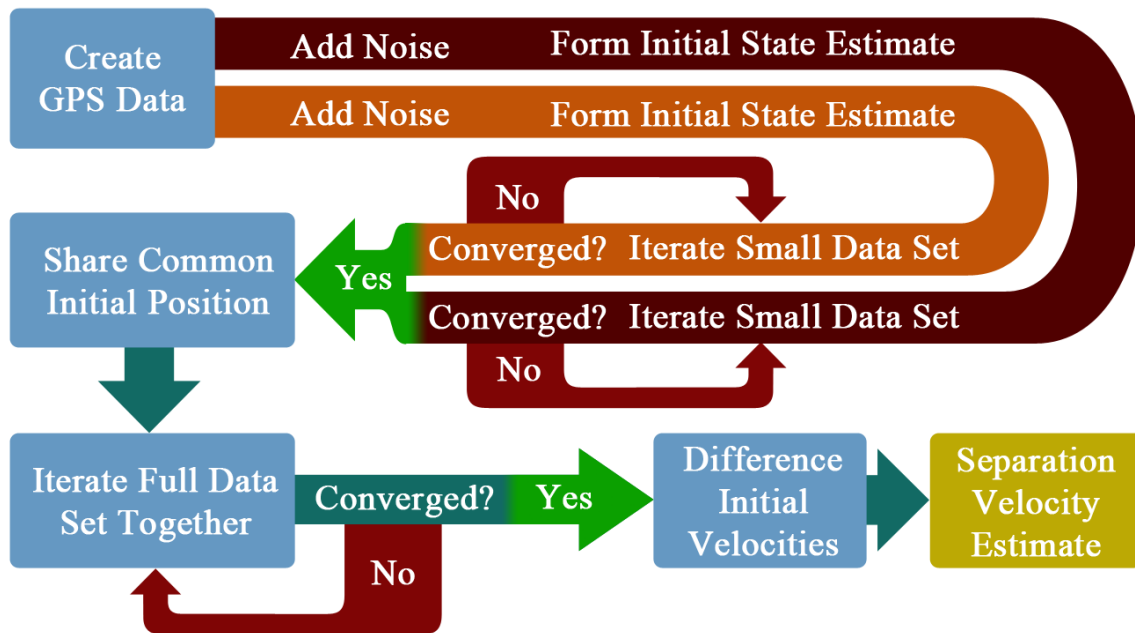 Create
GPS Data
Add Noise
Form Initial State Estimate
Add Noise
Form Initial State Estimate
No
Converged?
Iterate Small Data Set
Yes
Converged?
Iterate Small Data Set
No
Share Common
Initial Position
Iterate Full Data
Set Together
Converged?
Yes
No
Difference
Initial
Velocities
Separation
Velocity
Estimate